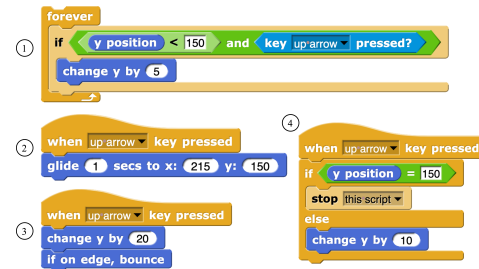 forever
1 if y position < 150 and key up arrow pressed?
change y by 5
2 when up arrow key pressed
glide 1 secs to x: 215 y: 150
3 when up arrow key pressed
change y by 20
if on edge, bounce
4
when up arrow key pressed
if y position = 150
stop this script
else
change y by 10